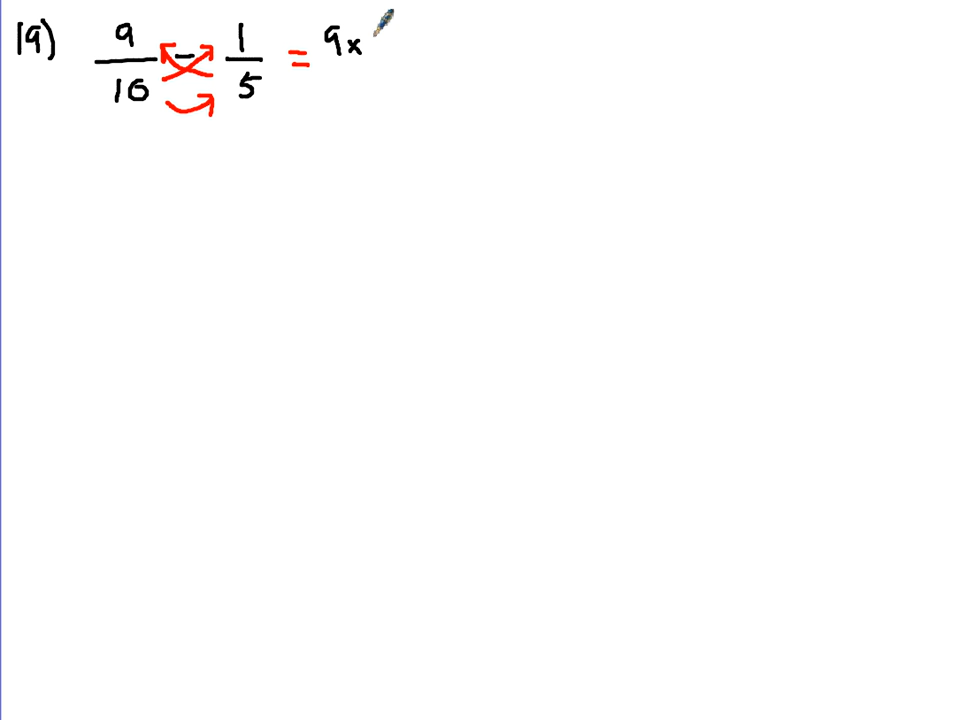 19) 9/16 - 1/5 = 9x